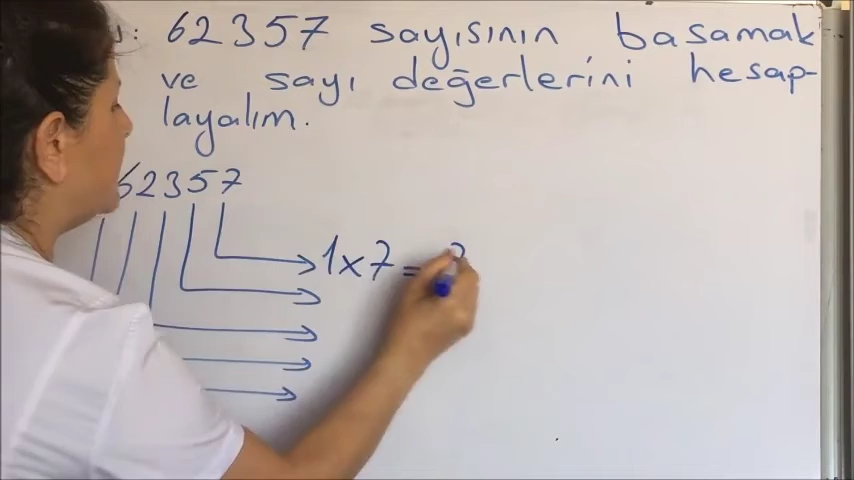 : 62357 sayısının basamak
ve sayı değerlerini hesap-
layalım.
62357
1x7=